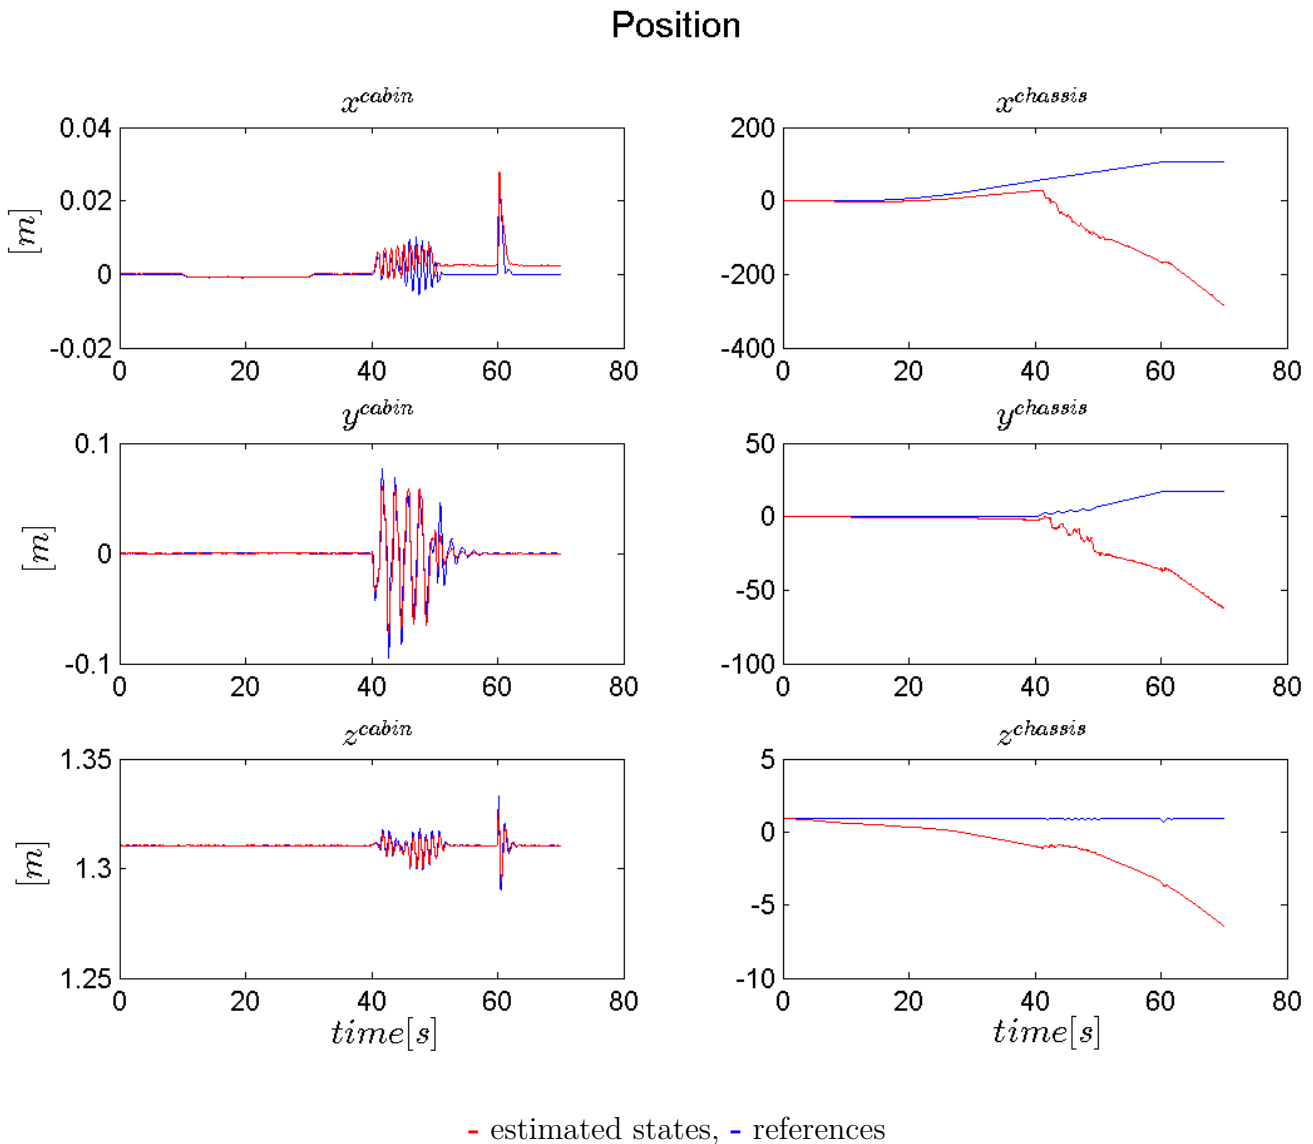 Position
x^cabin
x^chassis
0.04
0.02
0
-0.02
[m]
0 20 40 60 80
200
0
-200
-400
0 20 40 60 80
y^cabin
y^chassis
0.1
0
-0.1
[m]
0 20 40 60 80
50
0
-50
-100
0 20 40 60 80
z^cabin
z^chassis
1.35
1.3
1.25
[m]
0 20 40 60 80
time[s]
5
0
-5
-10
0 20 40 60 80
time[s]
- estimated states, - references